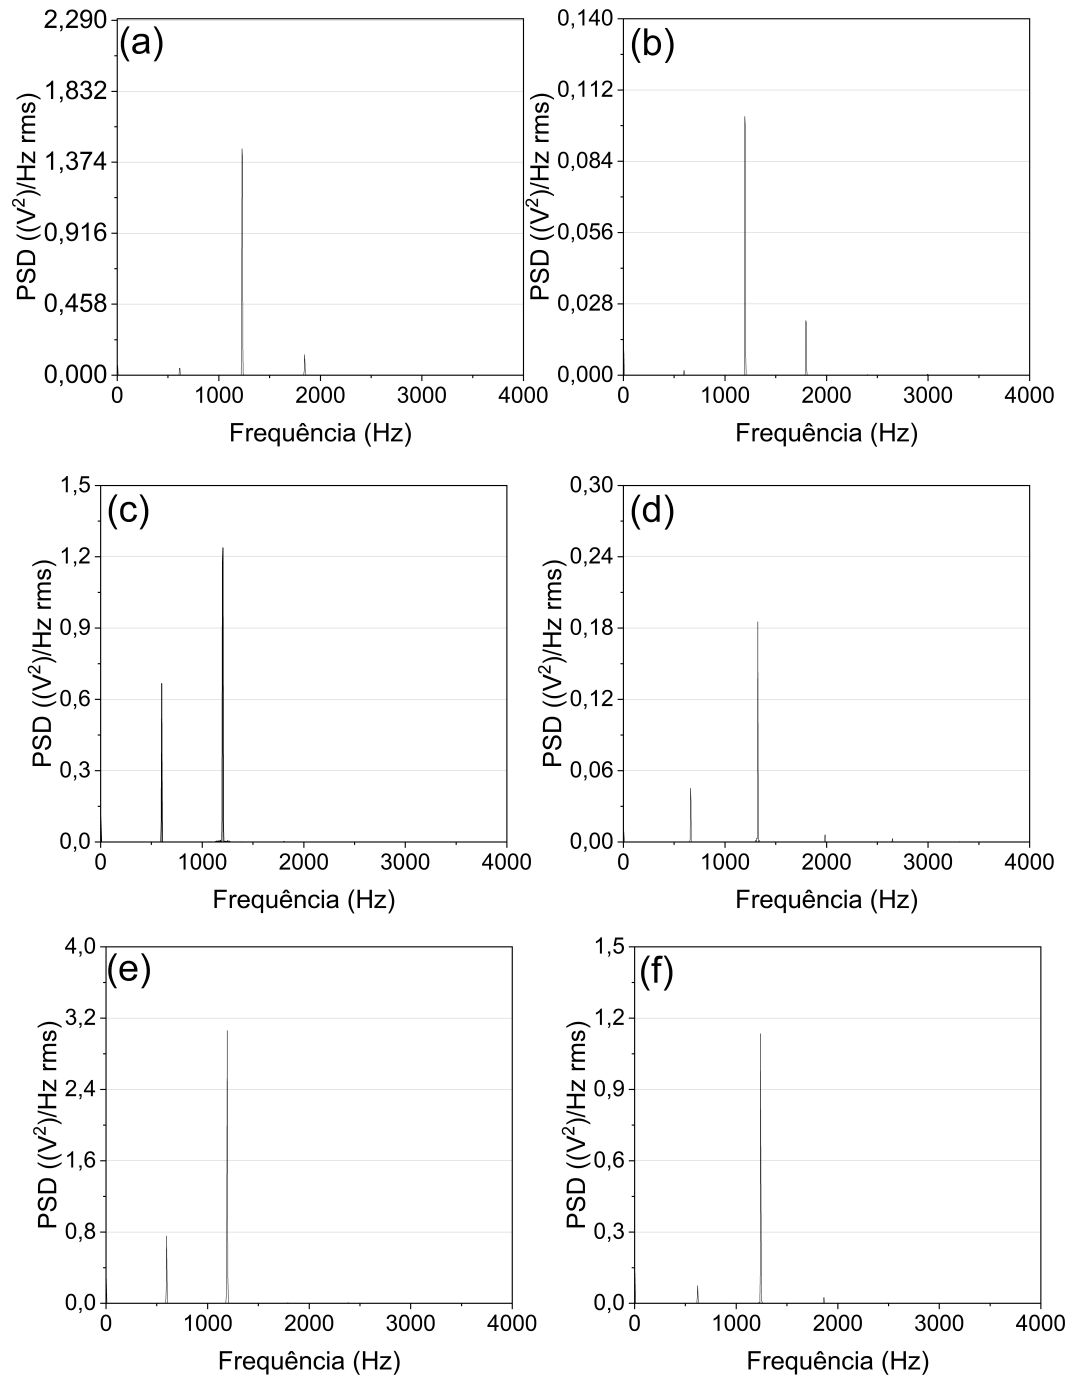 (a)
PSD ((V²)/Hz rms)
2,290
1,832
1,374
0,916
0,458
0,000
0 1000 2000 3000 4000
Frequência (Hz)
(b)
PSD ((V²)/Hz rms)
0,140
0,112
0,084
0,056
0,028
0,000
0 1000 2000 3000 4000
Frequência (Hz)
(c)
PSD ((V²)/Hz rms)
1,5
1,2
0,9
0,6
0,3
0,0
0 1000 2000 3000 4000
Frequência (Hz)
(d)
PSD ((V²)/Hz rms)
0,30
0,24
0,18
0,12
0,06
0,00
0 1000 2000 3000 4000
Frequência (Hz)
(e)
PSD ((V²)/Hz rms)
4,0
3,2
2,4
1,6
0,8
0,0
0 1000 2000 3000 4000
Frequência (Hz)
(f)
PSD ((V²)/Hz rms)
1,5
1,2
0,9
0,6
0,3
0,0
0 1000 2000 3000 4000
Frequência (Hz)